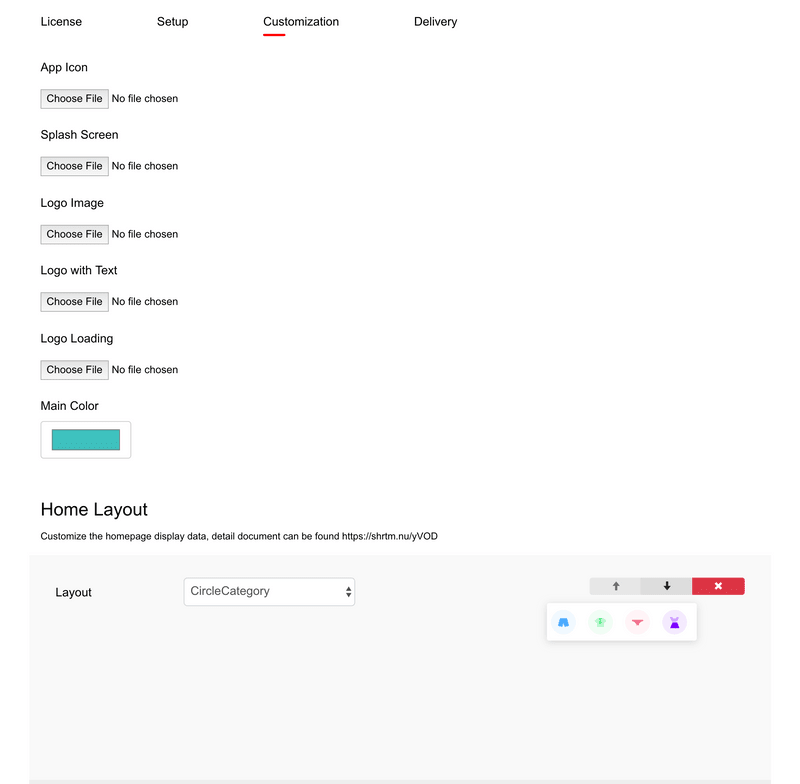 License Setup Customization Delivery
App Icon
Choose File No file chosen
Splash Screen
Choose File No file chosen
Logo Image
Choose File No file chosen
Logo with Text
Choose File No file chosen
Logo Loading
Choose File No file chosen
Main Color
Home Layout
Customize the homepage display data, detail document can be found https://shrtm.nu/yVOD
Layout CircleCategory